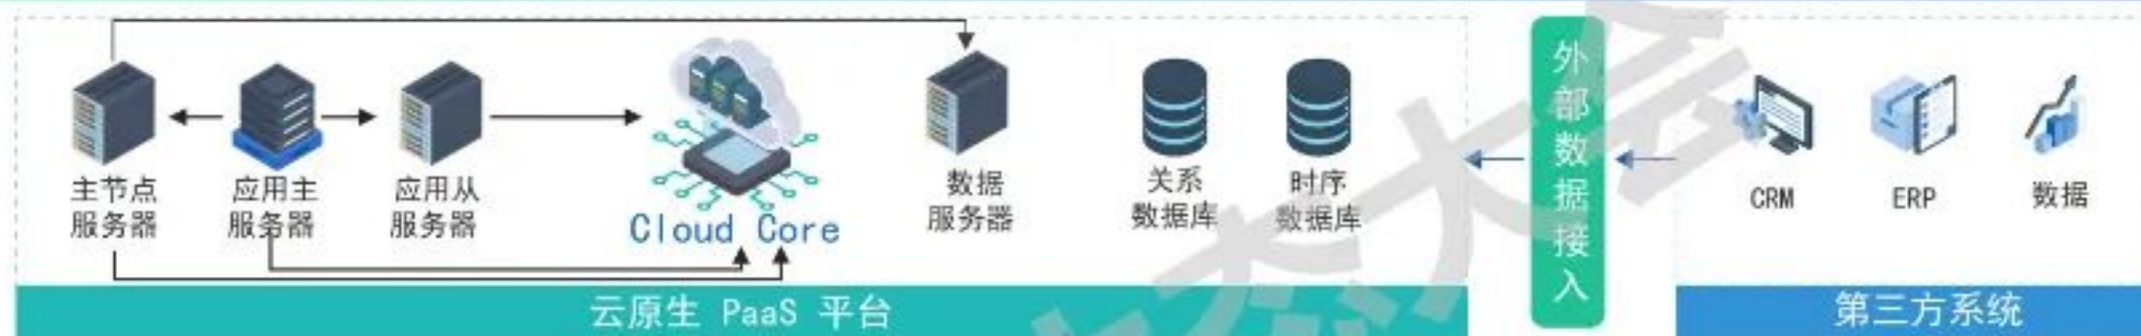 主节点
服务器
应用主
服务器
应用从
服务器
Cloud Core
数据
服务器
关系
数据库
时序
数据库
外部数据接入
CRM
ERP
数据
云原生 PaaS 平台
第三方系统